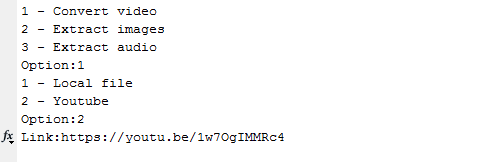 1 - Convert video
2 - Extract images
3 - Extract audio
Option:1
1 - Local file
2 - Youtube
Option:2
fx Link:https://youtu.be/1w7OgIMMRc4